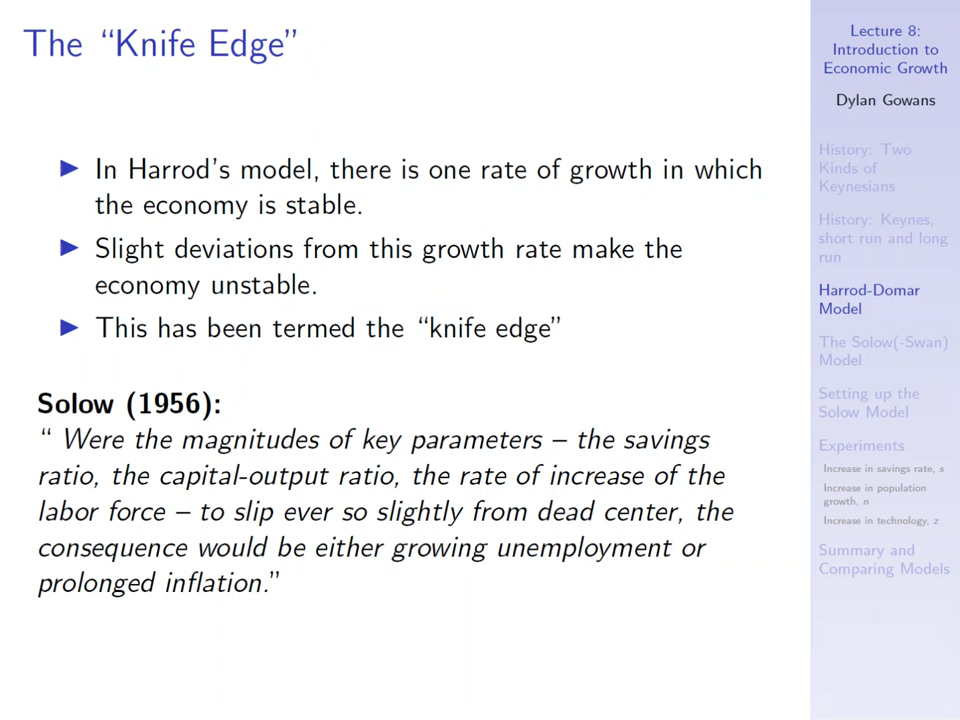 The “Knife Edge”
▶ In Harrod’s model, there is one rate of growth in which
the economy is stable.
▶ Slight deviations from this growth rate make the
economy unstable.
▶ This has been termed the “knife edge”
Solow (1956):
“ Were the magnitudes of key parameters – the savings
ratio, the capital-output ratio, the rate of increase of the
labor force – to slip ever so slightly from dead center, the
consequence would be either growing unemployment or
prolonged inflation.”
Lecture 8:
Introduction to
Economic Growth
Dylan Gowans
History: Two
Kinds of
Keynesians
History: Keynes,
short run and long
run
Harrod-Domar
Model
The Solow(-Swan)
Model
Setting up the
Solow Model
Experiments
Increase in savings rate, s
Increase in population
growth, n
Increase in technology, z
Summary and
Comparing Models